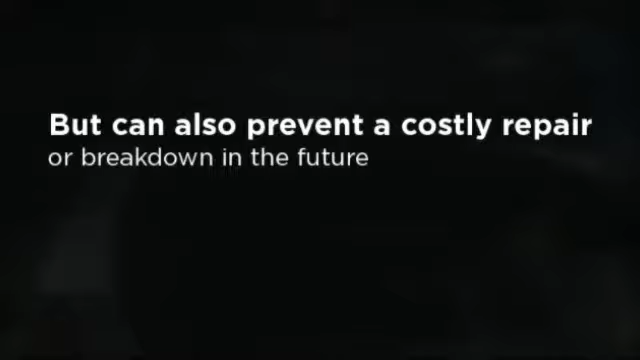 But can also prevent a costly repair
or breakdown in the future